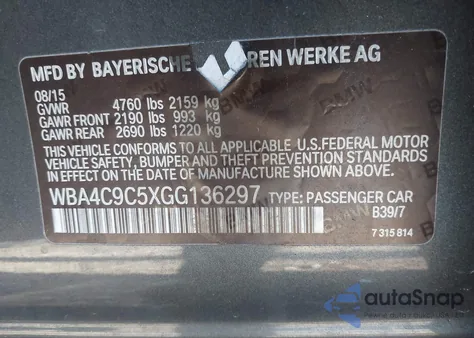 MFD BY BAYERISCHE REN WERKE AG
08/15
GVWR 4760 lbs 2159 kg
GAWR FRONT 2190 lbs 993 kg
GAWR REAR 2690 lbs 1220 kg
THIS VEHICLE CONFORMS TO ALL APPLICABLE U.S.FEDERAL MOTOR
VEHICLE SAFETY, BUMPER AND THEFT PREVENTION STANDARDS
IN EFFECT ON THE DATE OF MANUFACTURE SHOWN ABOVE.
WBA4C9C5XGG136297 TYPE: PASSENGER CAR
B39/7
7 315 814
autoSnap